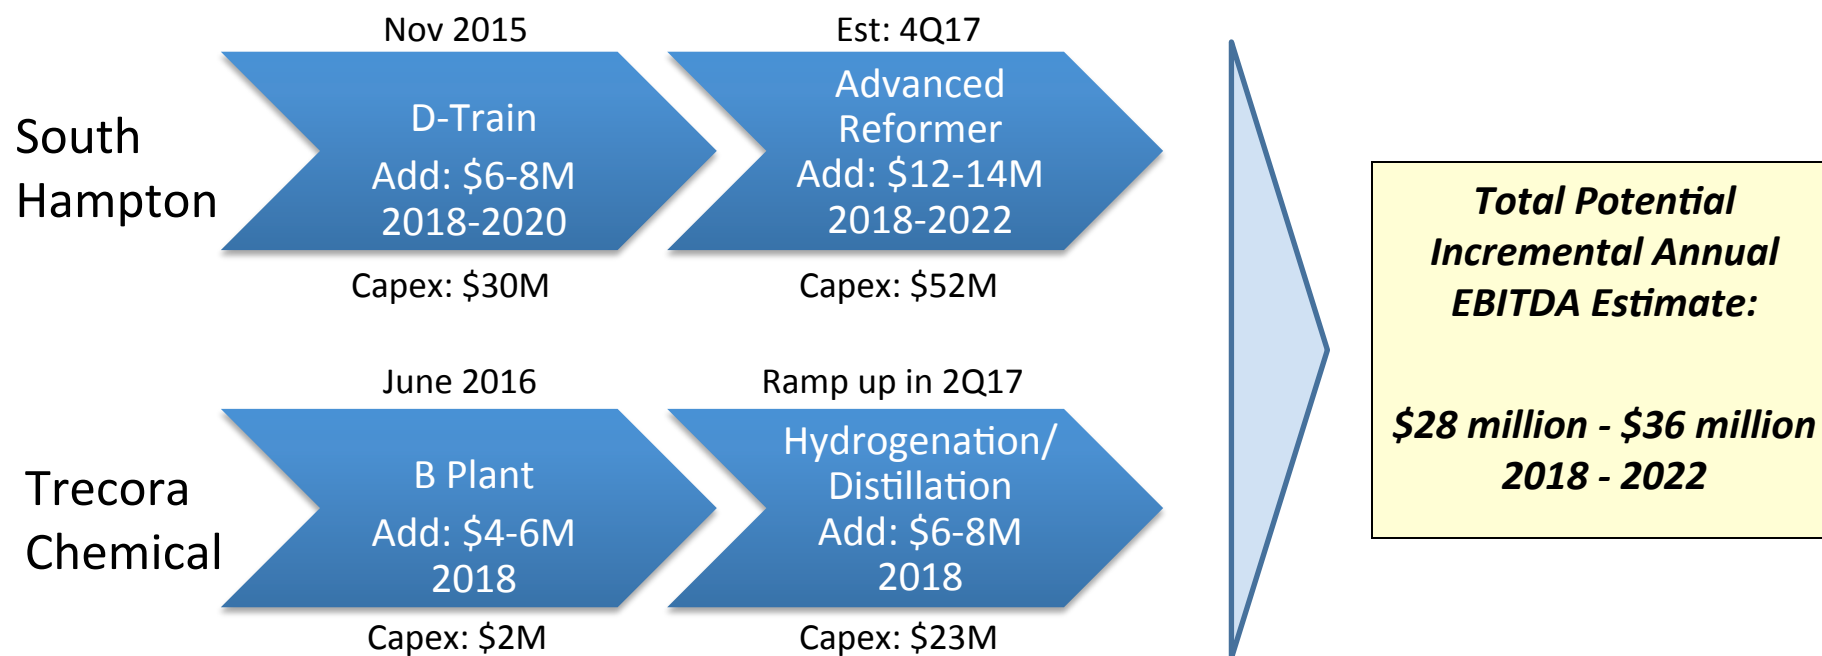 South
Hampton
Nov 2015
D-Train
Add: $6-8M
2018-2020
Capex: $30M
Est: 4Q17
Advanced
Reformer
Add: $12-14M
2018-2022
Capex: $52M
Trecora
Chemical
June 2016
B Plant
Add: $4-6M
2018
Capex: $2M
Ramp up in 2Q17
Hydrogenation/
Distillation
Add: $6-8M
2018
Capex: $23M
Total Potential
Incremental Annual
EBITDA Estimate:
$28 million - $36 million
2018 - 2022